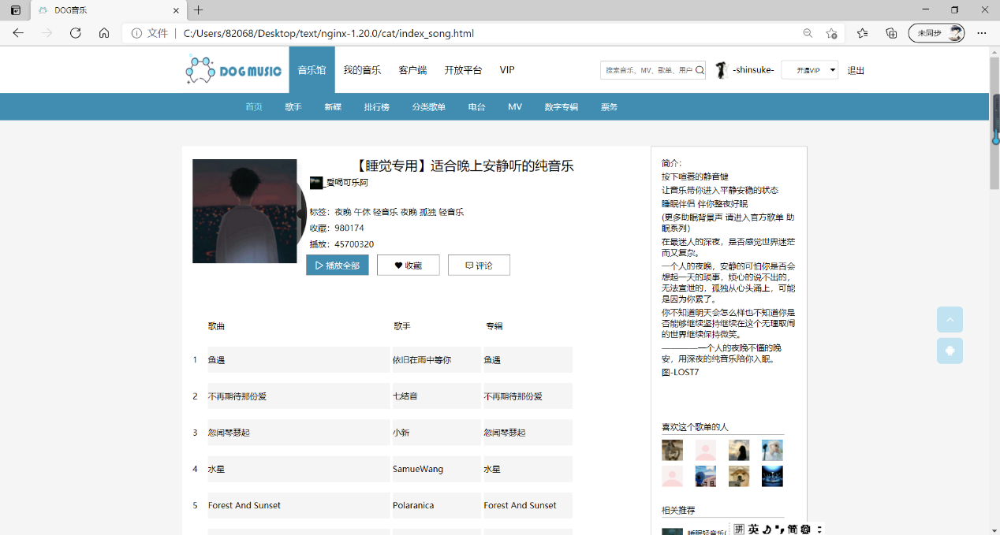 DOG音乐
文件 C:/Users/82068/Desktop/text/nginx-1.20.0/cat/index_song.html 未同步
DOG MUSIC 音乐馆 我的音乐 客户端 开放平台 VIP 搜索音乐、MV、歌单、用户 -shinsuke- 开通VIP 退出
首页 歌手 新碟 排行榜 分类歌单 电台 MV 数字专辑 票务
【睡觉专用】适合晚上安静听的纯音乐
_爱喝可乐阿
标签：夜晚 午休 轻音乐 夜晚 孤独 轻音乐
收藏：980174
播放：45700320
播放全部 收藏 评论
歌曲 歌手 专辑
1 鱼遇 依旧在雨中等你 鱼遇
2 不再期待那份爱 七结音 不再期待那份爱
3 忽闻琴瑟起 小新 忽闻琴瑟起
4 水星 SamueWang 水星
5 Forest And Sunset Polaranica Forest And Sunset
简介：
按下喧嚣的静音键
让音乐带你进入平静安稳的状态
睡眠伴侣 伴你整夜好眠
(更多助眠背景声 请进入官方歌单 助
眠系列）
在最迷人的深夜，是否感觉世界迷茫
而又复杂。
一个人的夜晚，安静的可怕你是否会
想起一天的琐事，烦心的说不出的，
无法宣泄的，孤独从心头涌上，可能
是因为你累了。
你不知道明天会怎么样也不知道你是
否能够继续坚持继续在这个无理取闹
的世界继续保持微笑。
————一个人的夜晚不懂的晚
安，用深夜的纯音乐陪你入眠。
图-LOST7
喜欢这个歌单的人
相关推荐
睡眠轻音乐(
拼 英 简